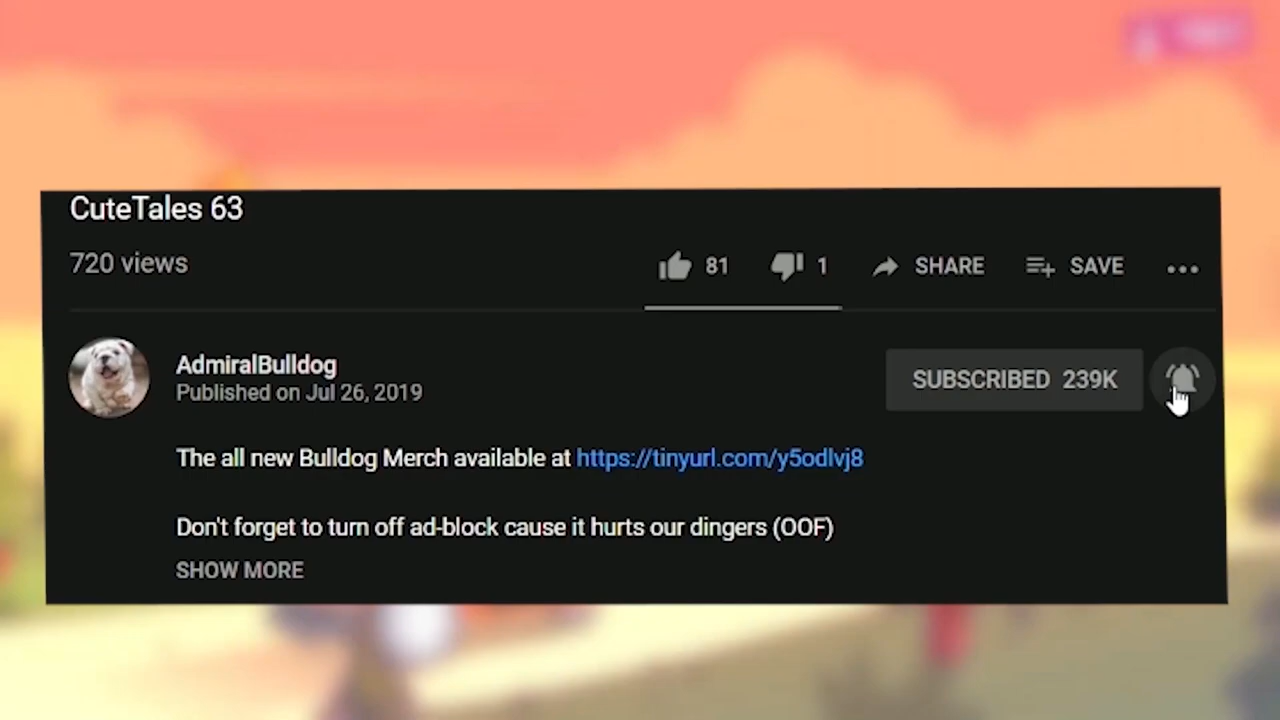 CuteTales 63
720 views
81 1 SHARE SAVE
AdmiralBulldog
SUBSCRIBED 239K
Published on Jul 26, 2019
The all new Bulldog Merch available at https://tinyurl.com/y5odlvj8
Don't forget to turn off ad-block cause it hurts our dingers (OOF)
SHOW MORE